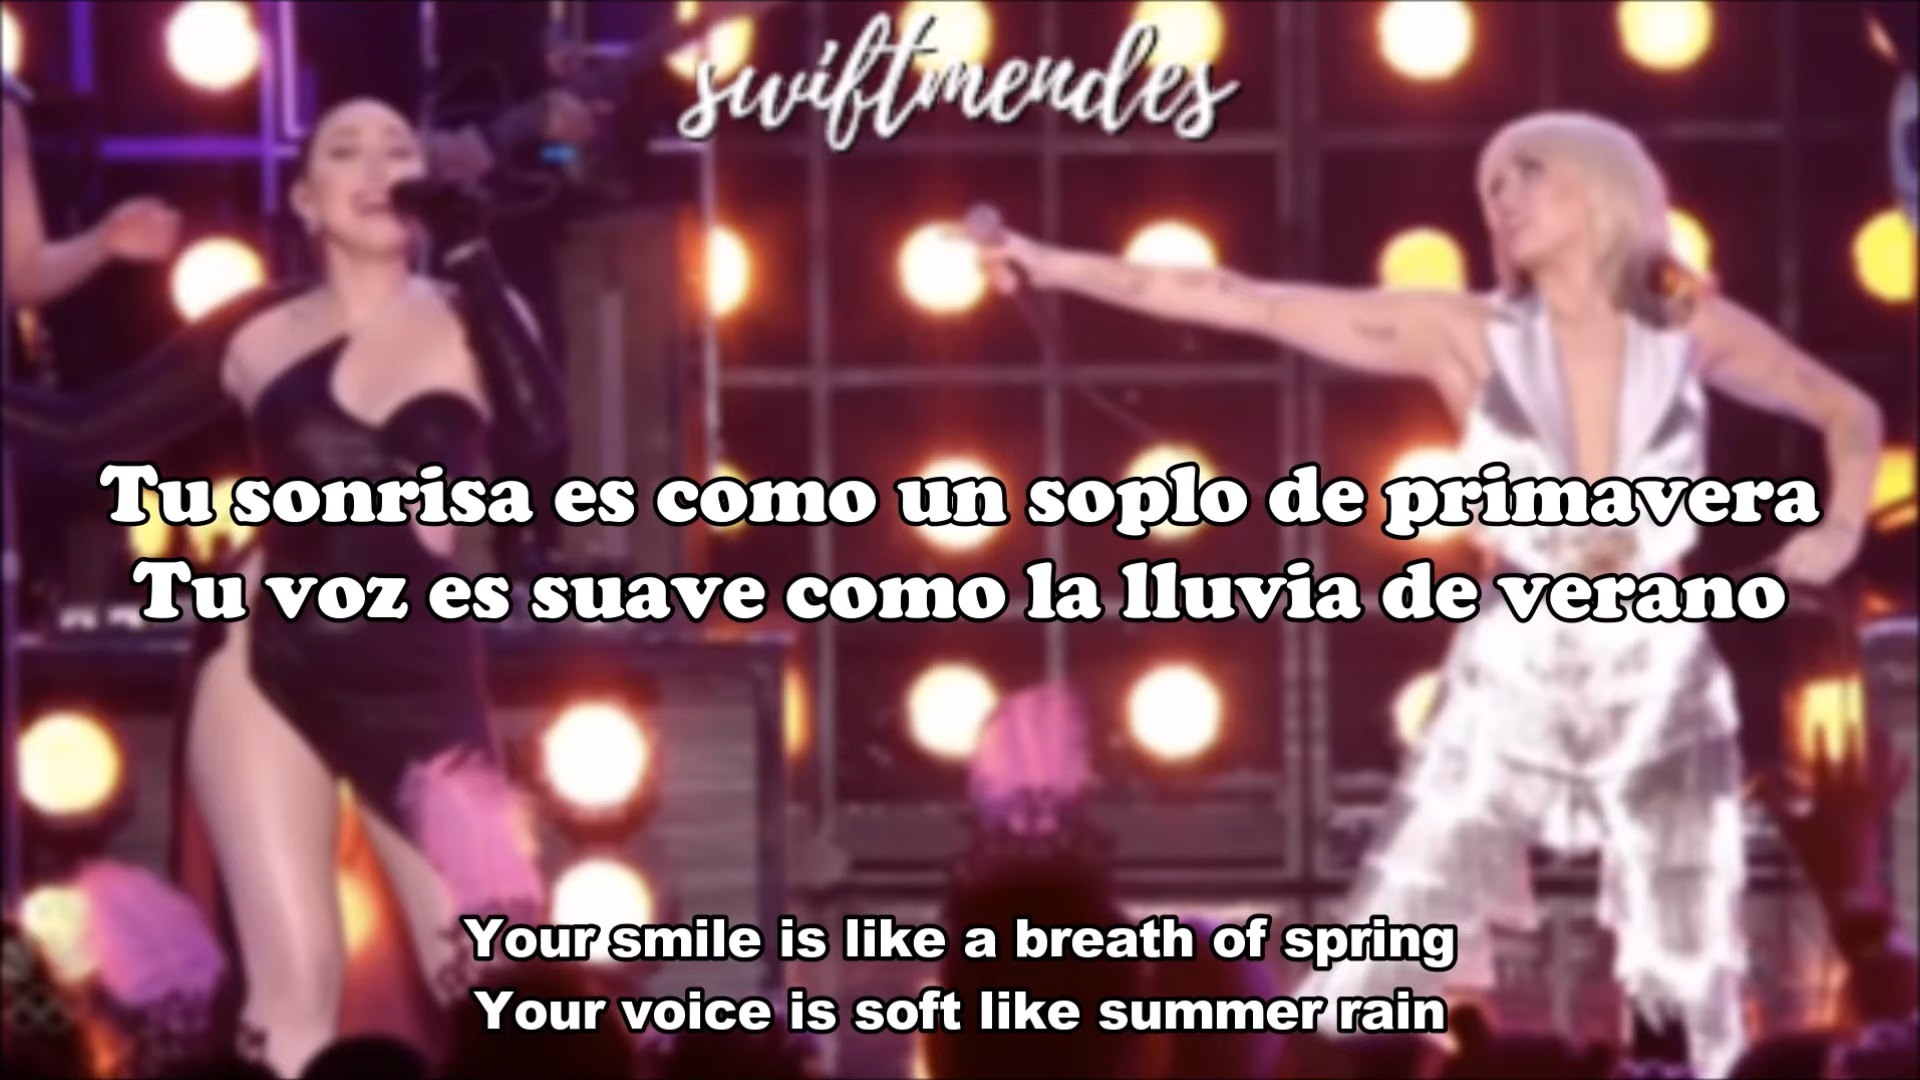 swiftmendes
Tu sonrisa es como un soplo de primavera
Tu voz es suave como la lluvia de verano
Your smile is like a breath of spring
Your voice is soft like summer rain